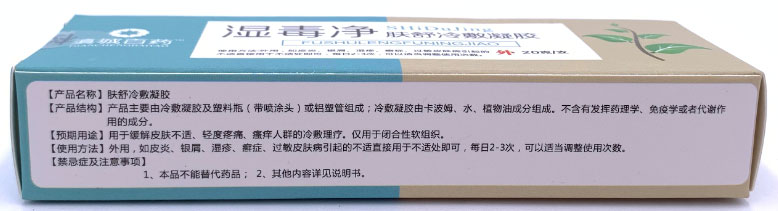 湿毒净
肤舒冷敷凝胶
FUSHULENGFUNINGJIAO
外
20克/支
【产品名称】肤舒冷敷凝胶
【产品结构】产品主要由冷敷凝胶及塑料瓶（带喷涂头）或铝塑管组成；冷敷凝胶由卡波姆、水、植物油成分组成。不含有发挥药理学、免疫学或者代谢作
用的成分。
【预期用途】用于缓解皮肤不适、轻度疼痛、瘙痒人群的冷敷理疗。仅用于闭合性软组织。
【使用方法】外用，如皮炎、银屑、湿疹、癣症、过敏皮肤病引起的不适直接用于不适处即可，每日2-3次，可以适当调整使用次数。
【禁忌症及注意事项】
1、本品不能替代药品； 2、其他内容详见说明书。